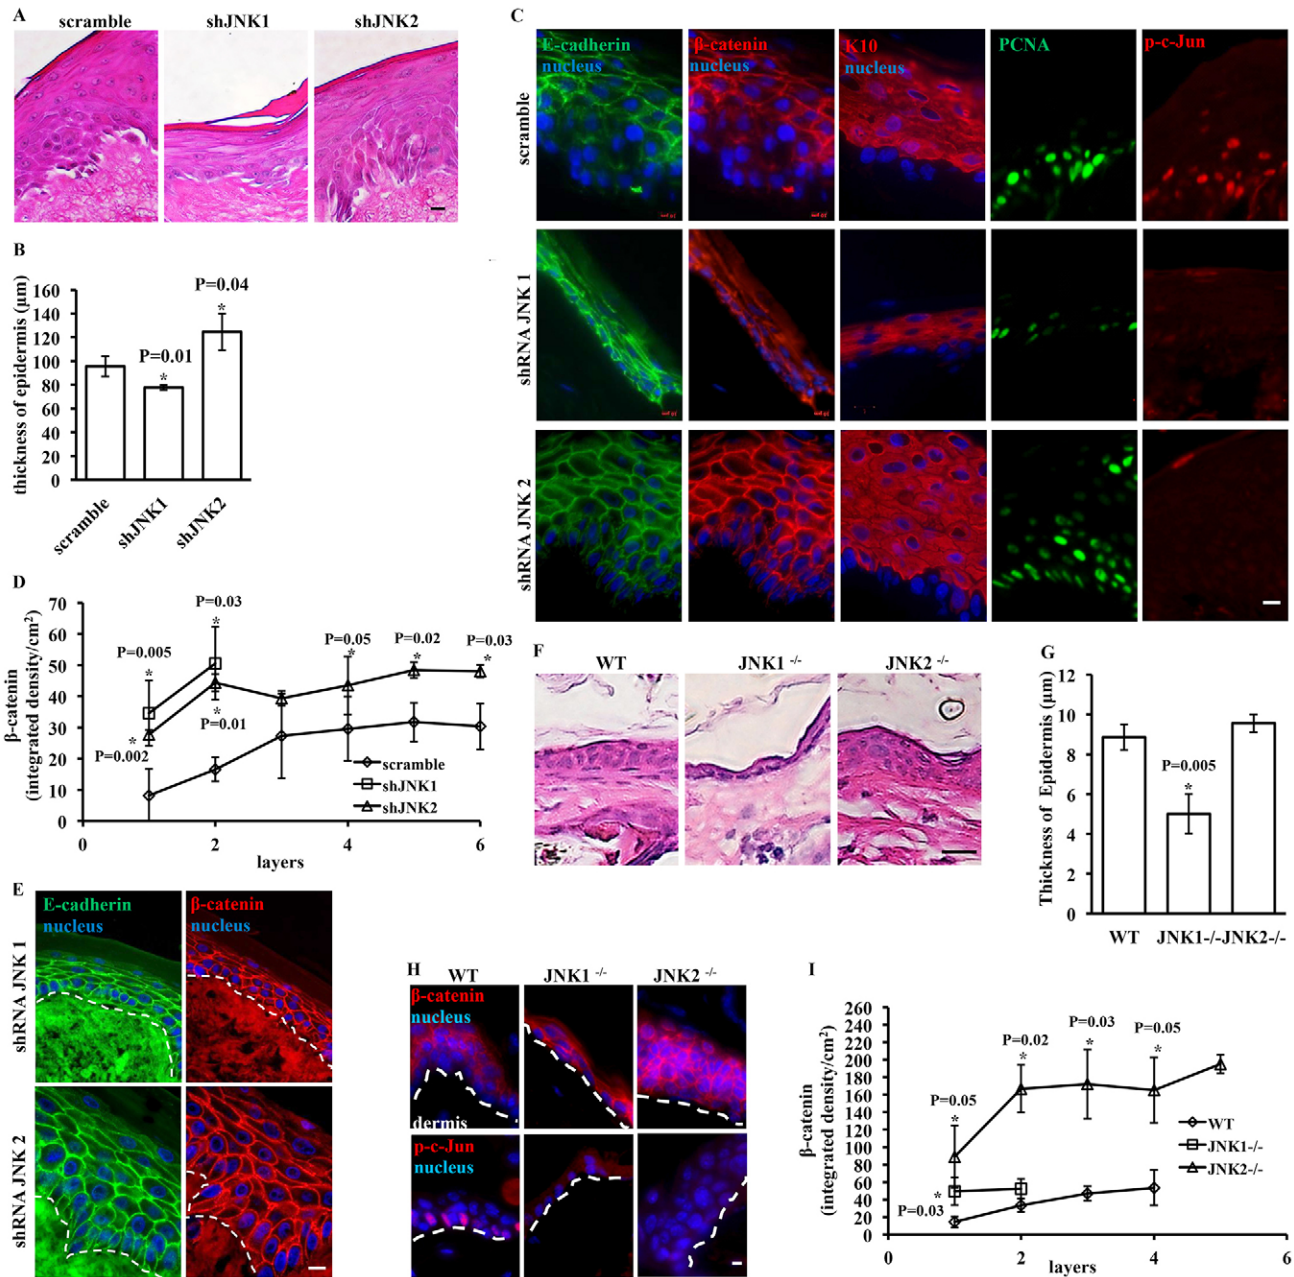 A
scramble shJNK1 shJNK2
B
thickness of epidermis (μm)
160
140
120
100
80
60
40
20
0
P=0.01
*
P=0.04
*
scramble shJNK1 shJNK2
C
E-cadherin
nucleus
β-catenin
nucleus
K10
nucleus
PCNA
p-c-Jun
scramble
shRNA JNK 1
shRNA JNK 2
D
β-catenin
(integrated density/cm²)
70
60
50
40
30
20
10
0
P=0.005
*
P=0.03
*
P=0.002
*
*
P=0.01
P=0.05
*
P=0.02
*
P=0.03
*
scramble
shJNK1
shJNK2
0 2 4 6
layers
E
E-cadherin
nucleus
β-catenin
nucleus
shRNA JNK 1
shRNA JNK 2
F
WT JNK1 -/- JNK2 -/-
G
Thickness of Epidermis (μm)
12
10
8
6
4
2
0
P=0.005
*
WT JNK1-/- JNK2-/-
H
WT JNK1 -/- JNK2 -/-
β-catenin
nucleus
dermis
p-c-Jun
nucleus
I
β-catenin
(integrated density/cm²)
260
240
220
200
180
160
140
120
100
80
60
40
20
0
P=0.05
*
P=0.02
*
P=0.03
*
P=0.05
*
*
P=0.03
WT
JNK1-/-
JNK2-/-
0 2 4 6
layers